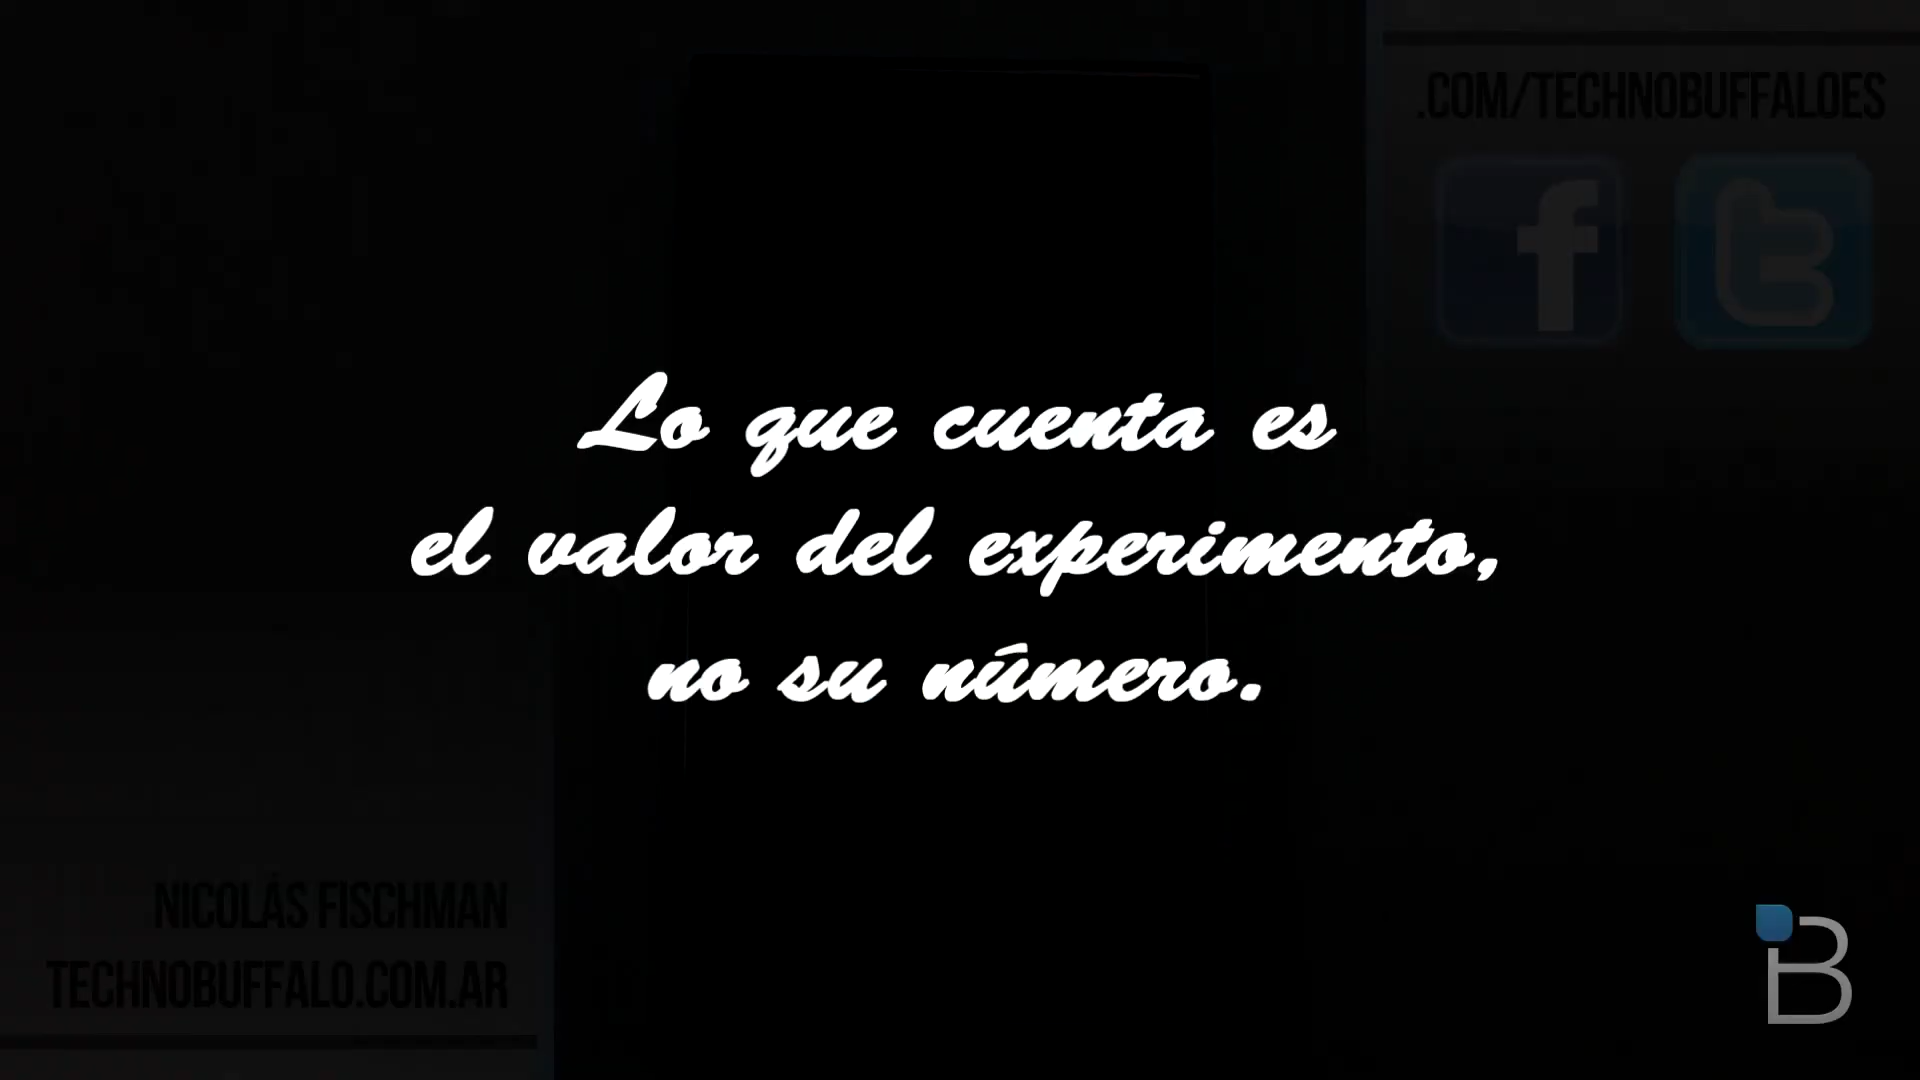 .COM/TECHNOBUFFALOES
Lo que cuenta es
el valor del experimento,
no su número.
NICOLÁS FISCHMAN
TECHNOBUFFALO.COM.AR